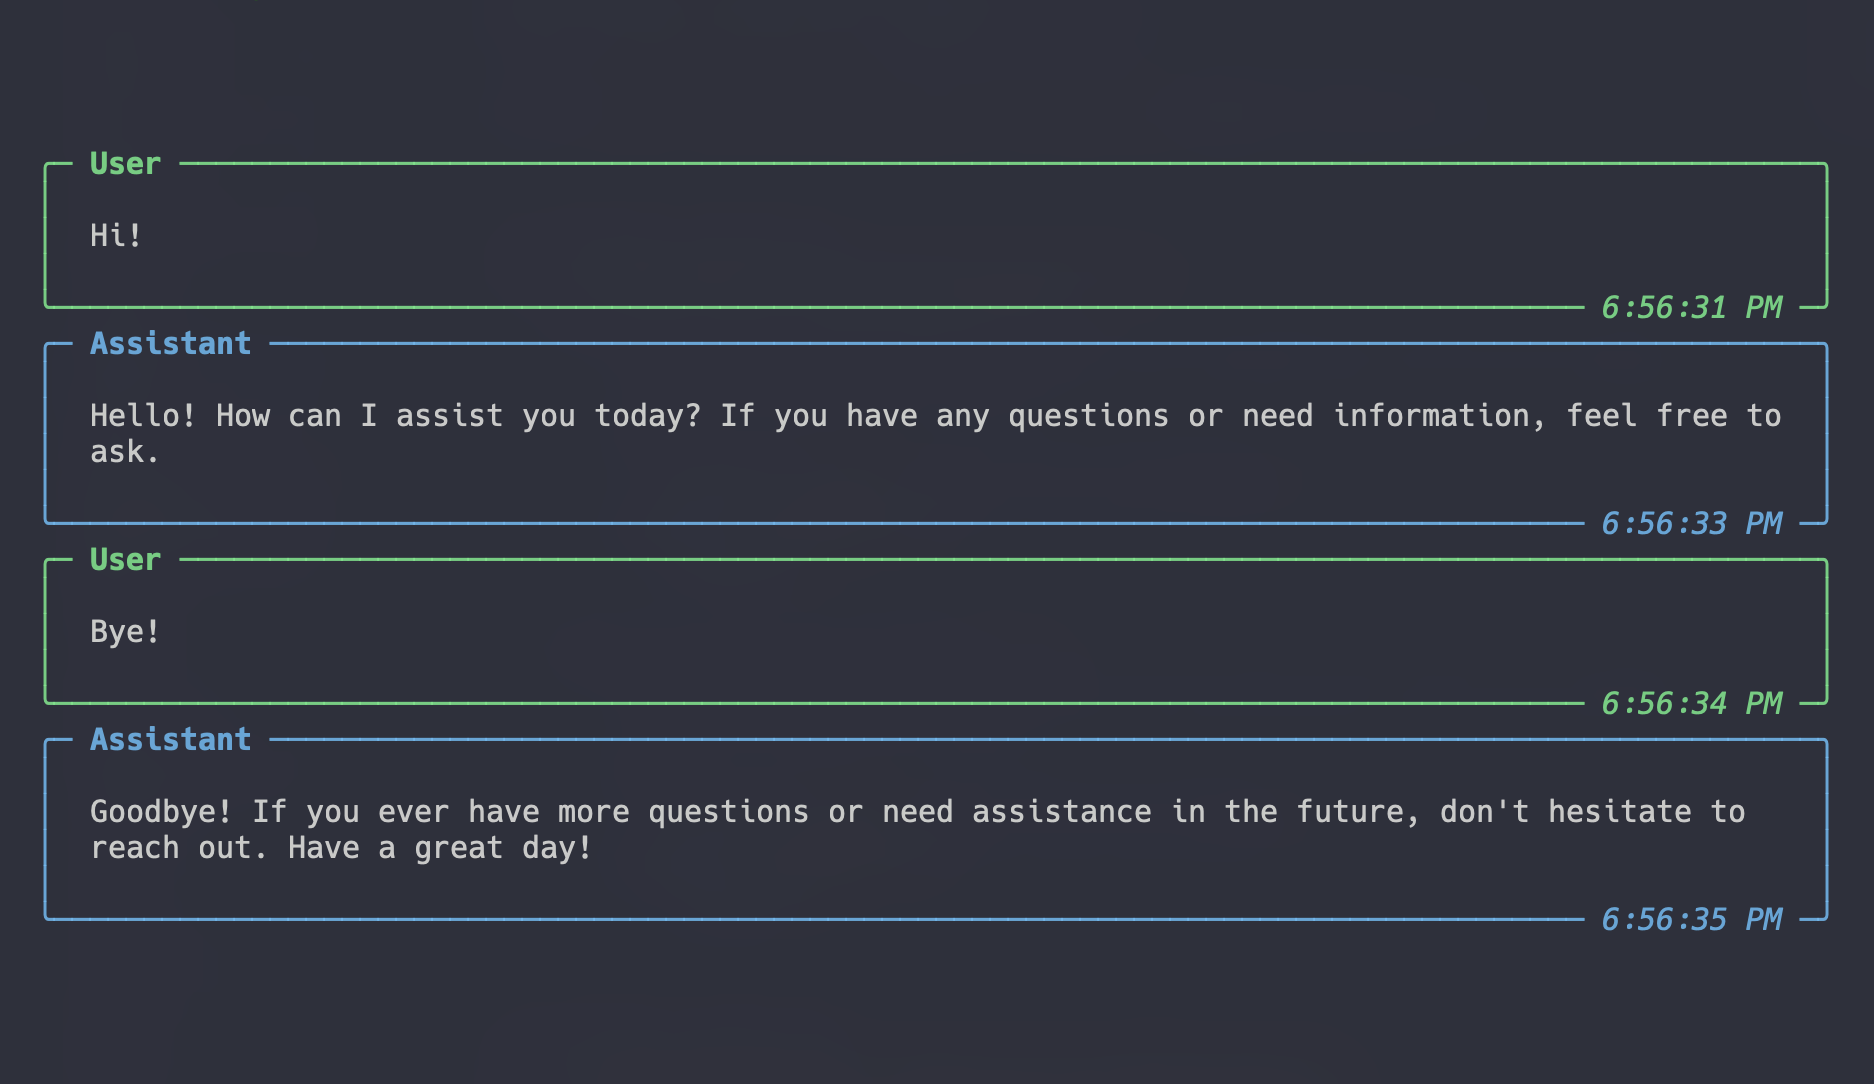 User
Hi!
6:56:31 PM
Assistant
Hello! How can I assist you today? If you have any questions or need information, feel free to
ask.
6:56:33 PM
User
Bye!
6:56:34 PM
Assistant
Goodbye! If you ever have more questions or need assistance in the future, don't hesitate to
reach out. Have a great day!
6:56:35 PM